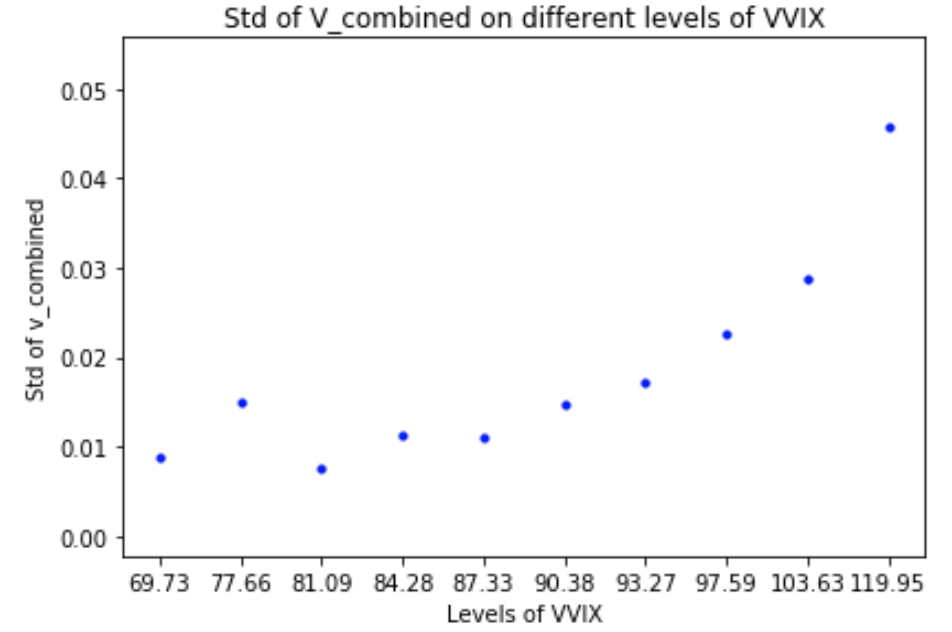 Std of V_combined on different levels of VVIX
0.05
0.04
0.03
0.02
0.01
0.00
Std of v_combined
69.73 77.66 81.09 84.28 87.33 90.38 93.27 97.59 103.63 119.95
Levels of VVIX